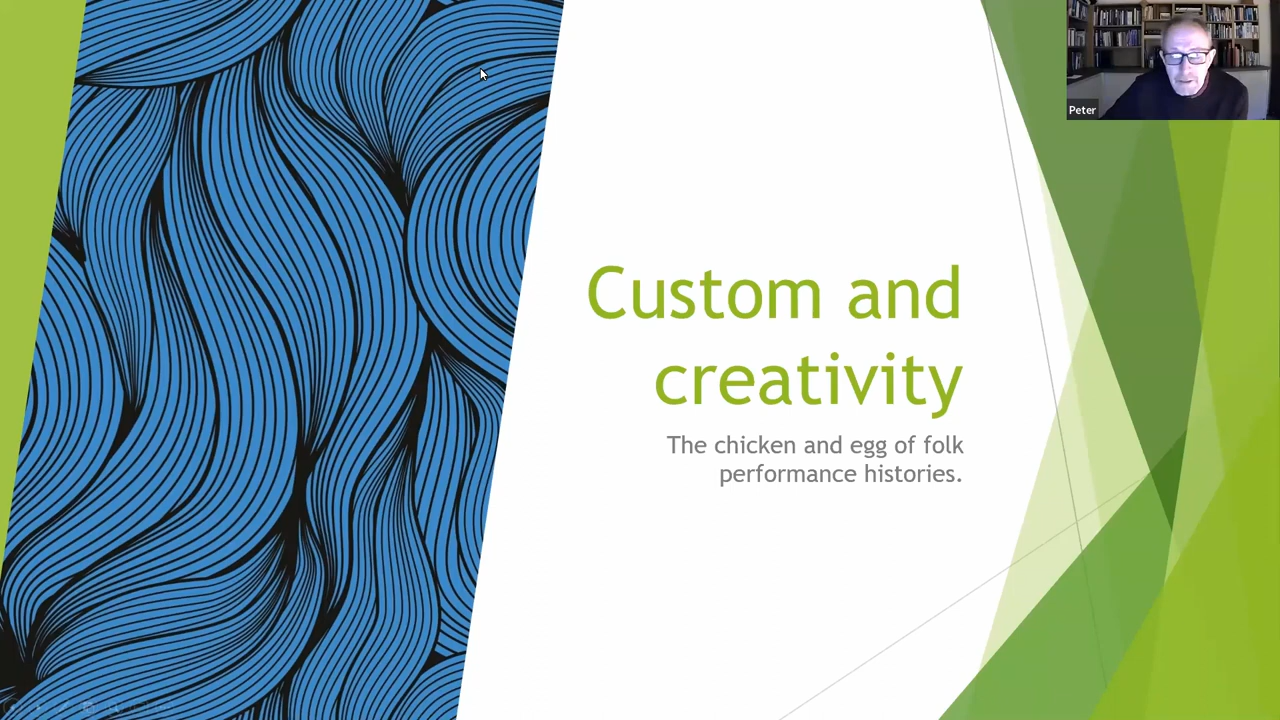 Peter
Custom and
creativity
The chicken and egg of folk
performance histories.